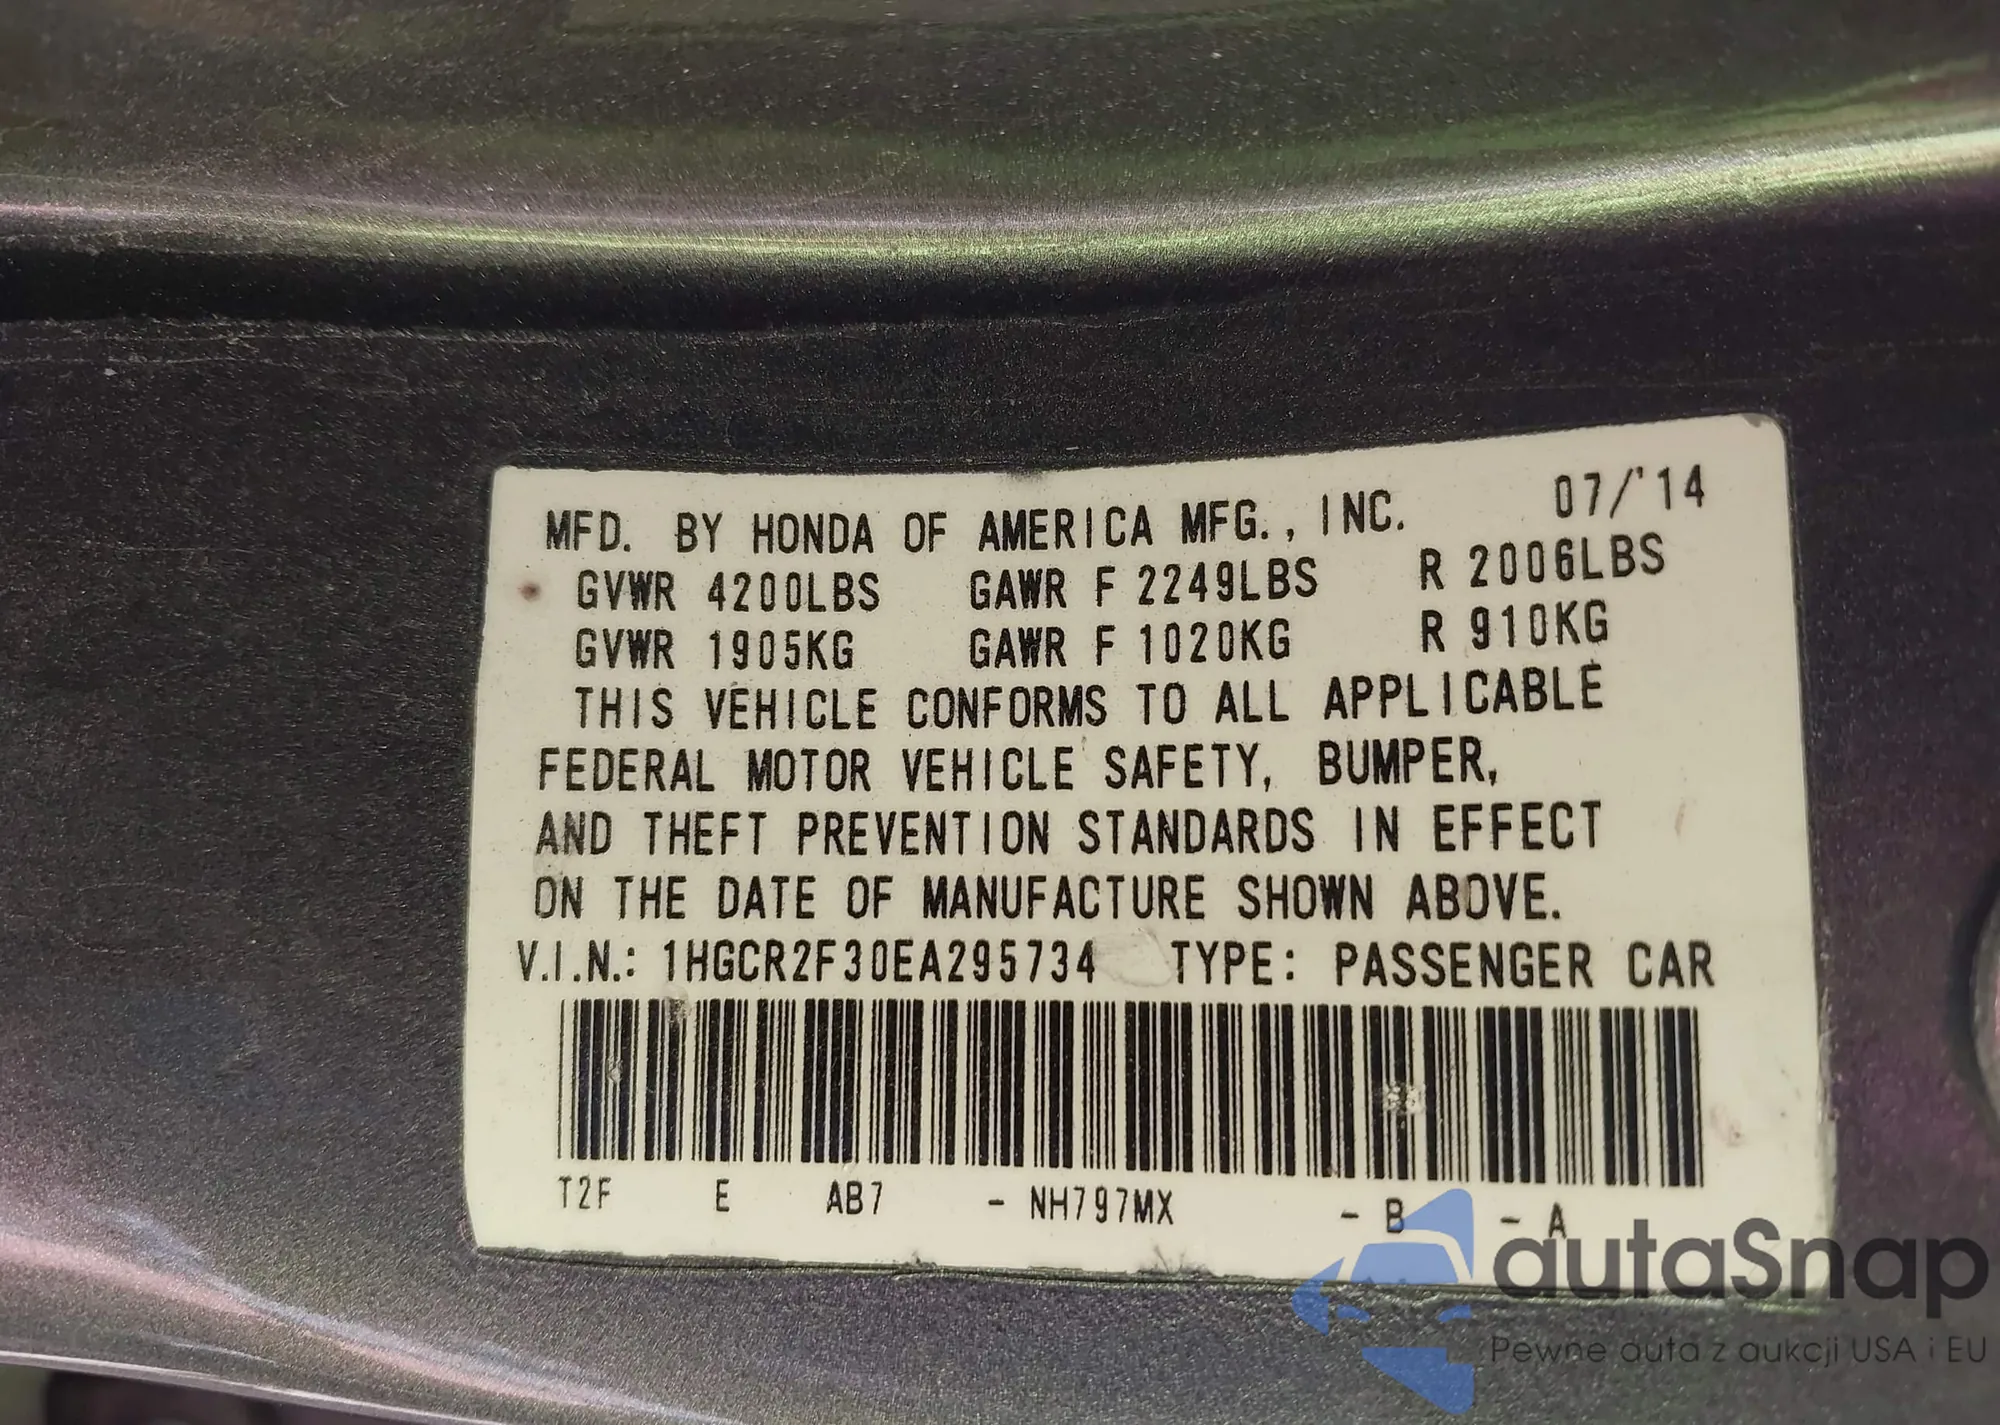 MFD. BY HONDA OF AMERICA MFG., INC. 07/'14
GVWR 4200LBS GAWR F 2249LBS R 2006LBS
GVWR 1905KG GAWR F 1020KG R 910KG
THIS VEHICLE CONFORMS TO ALL APPLICABLE
FEDERAL MOTOR VEHICLE SAFETY, BUMPER,
AND THEFT PREVENTION STANDARDS IN EFFECT
ON THE DATE OF MANUFACTURE SHOWN ABOVE.
V.I.N.: 1HGCR2F30EA295734 TYPE: PASSENGER CAR
T2F E AB7 - NH797MX - B - A
autaSnap
Pewne auta z aukcji USA i EU